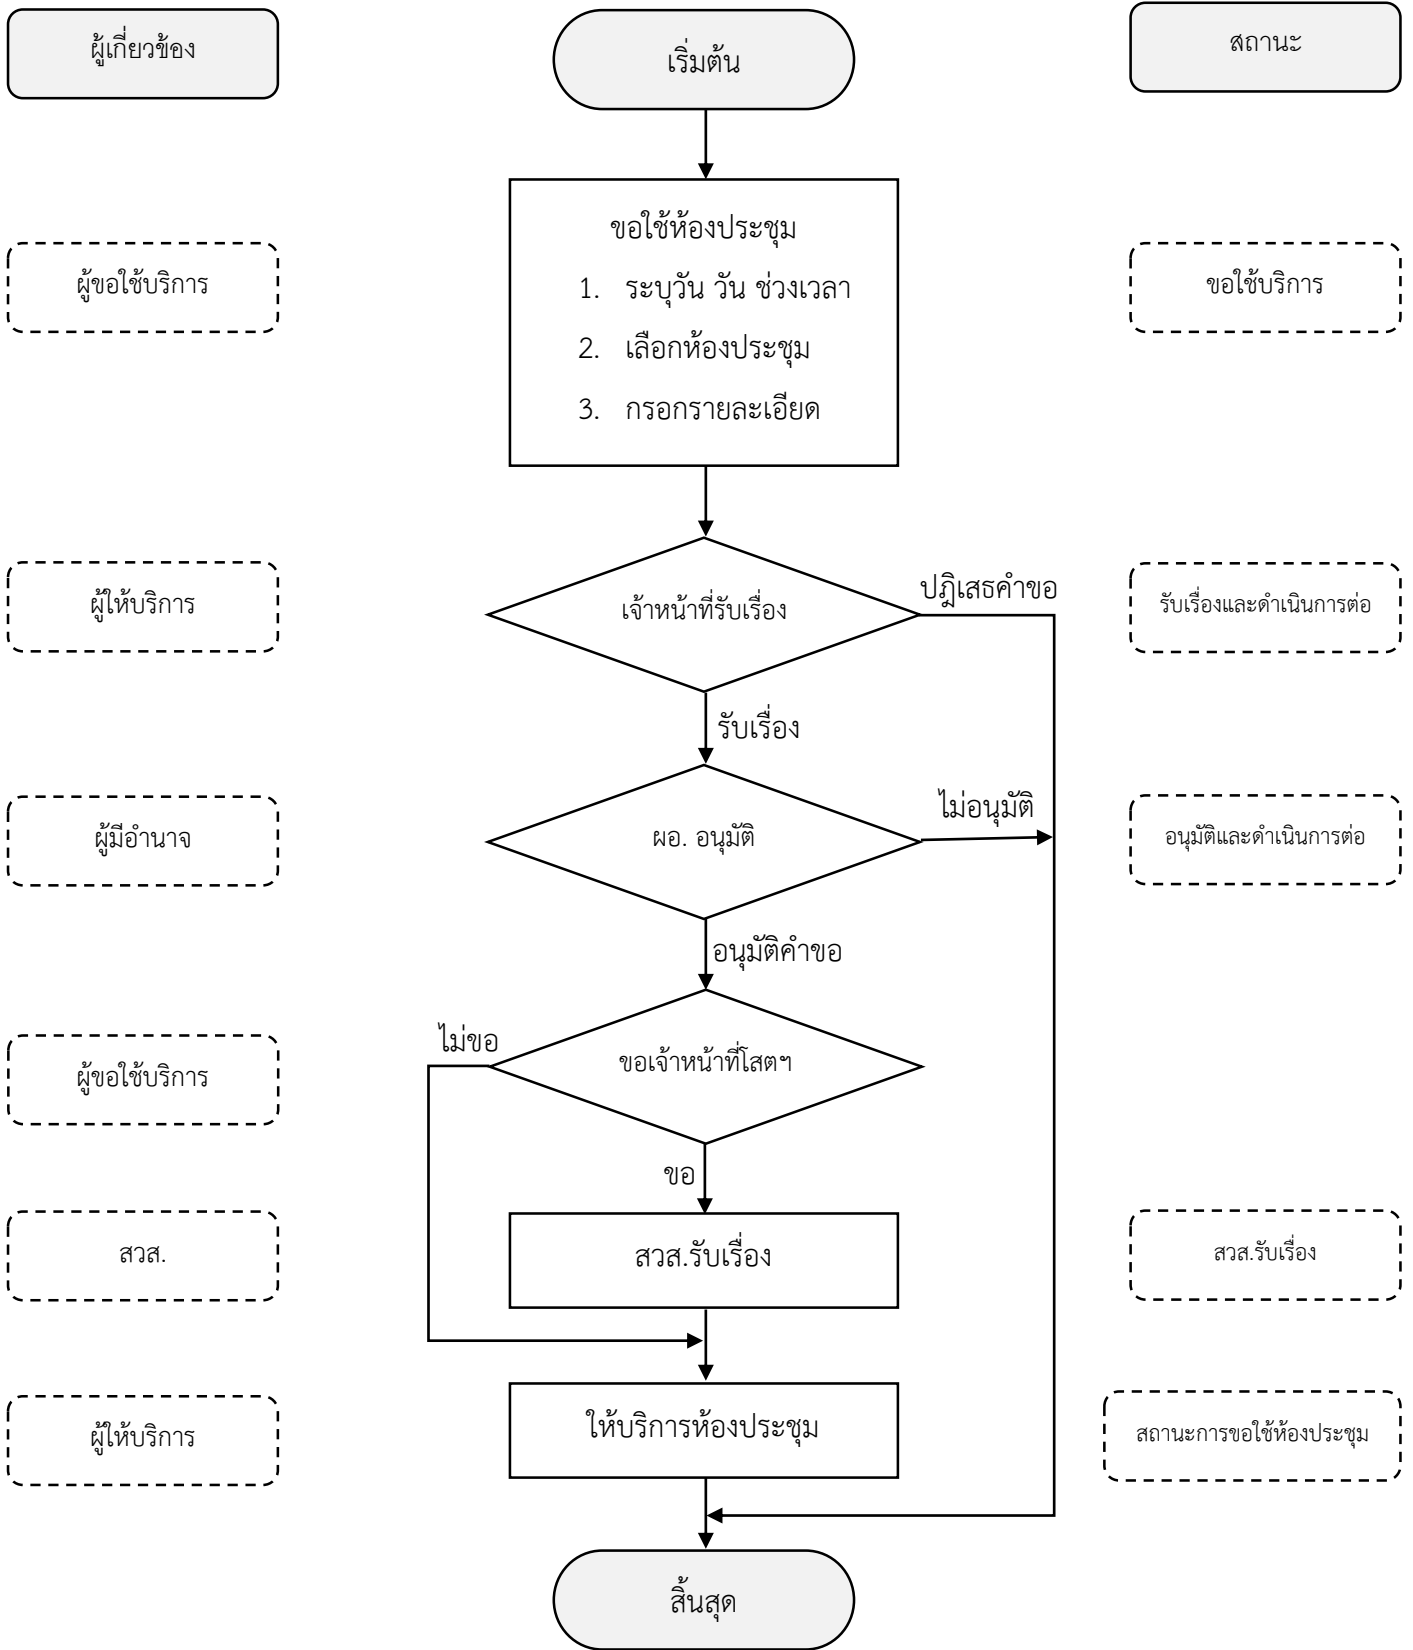 ผู้เกี่ยวข้อง
เริ่มต้น
สถานะ
ขอใช้ห้องประชุม
1. ระบุวัน วัน ช่วงเวลา
2. เลือกห้องประชุม
3. กรอกรายละเอียด
ผู้ขอใช้บริการ
ขอใช้บริการ
ผู้ให้บริการ
เจ้าหน้าที่รับเรื่อง
ปฎิเสธคำขอ
รับเรื่องและดำเนินการต่อ
รับเรื่อง
ผู้มีอำนาจ
ผอ. อนุมัติ
ไม่อนุมัติ
อนุมัติและดำเนินการต่อ
อนุมัติคำขอ
ผู้ขอใช้บริการ
ไม่ขอ
ขอเจ้าหน้าที่โสตฯ
ขอ
สวส.
สวส.รับเรื่อง
สวส.รับเรื่อง
ผู้ให้บริการ
ให้บริการห้องประชุม
สถานะการขอใช้ห้องประชุม
สิ้นสุด